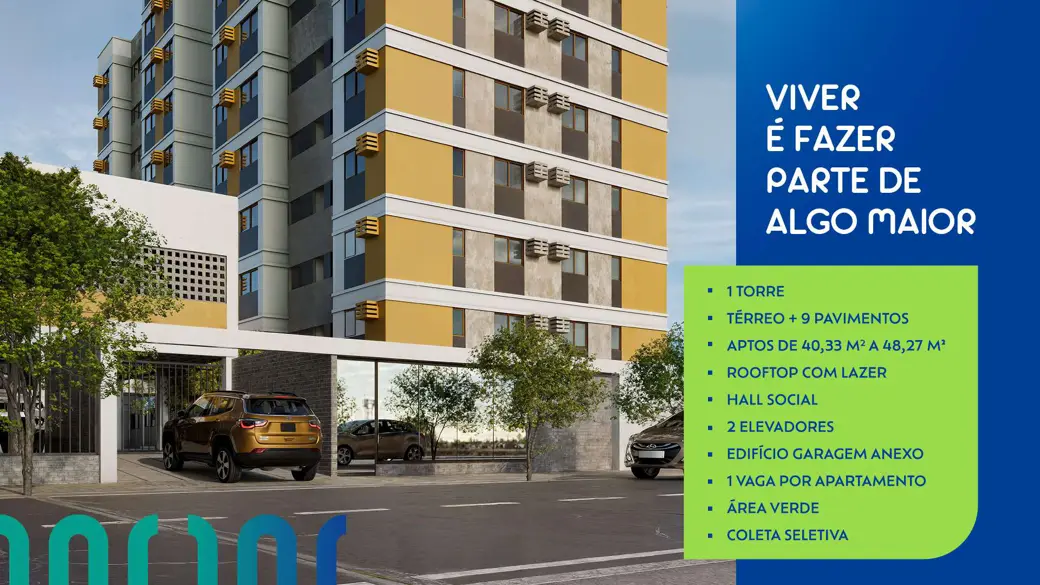 VIVER
É FAZER
PARTE DE
ALGO MAIOR
▪ 1 TORRE
▪ TÉRREO + 9 PAVIMENTOS
▪ APTOS DE 40,33 M² A 48,27 M²
▪ ROOFTOP COM LAZER
▪ HALL SOCIAL
▪ 2 ELEVADORES
▪ EDIFÍCIO GARAGEM ANEXO
▪ 1 VAGA POR APARTAMENTO
▪ ÁREA VERDE
▪ COLETA SELETIVA